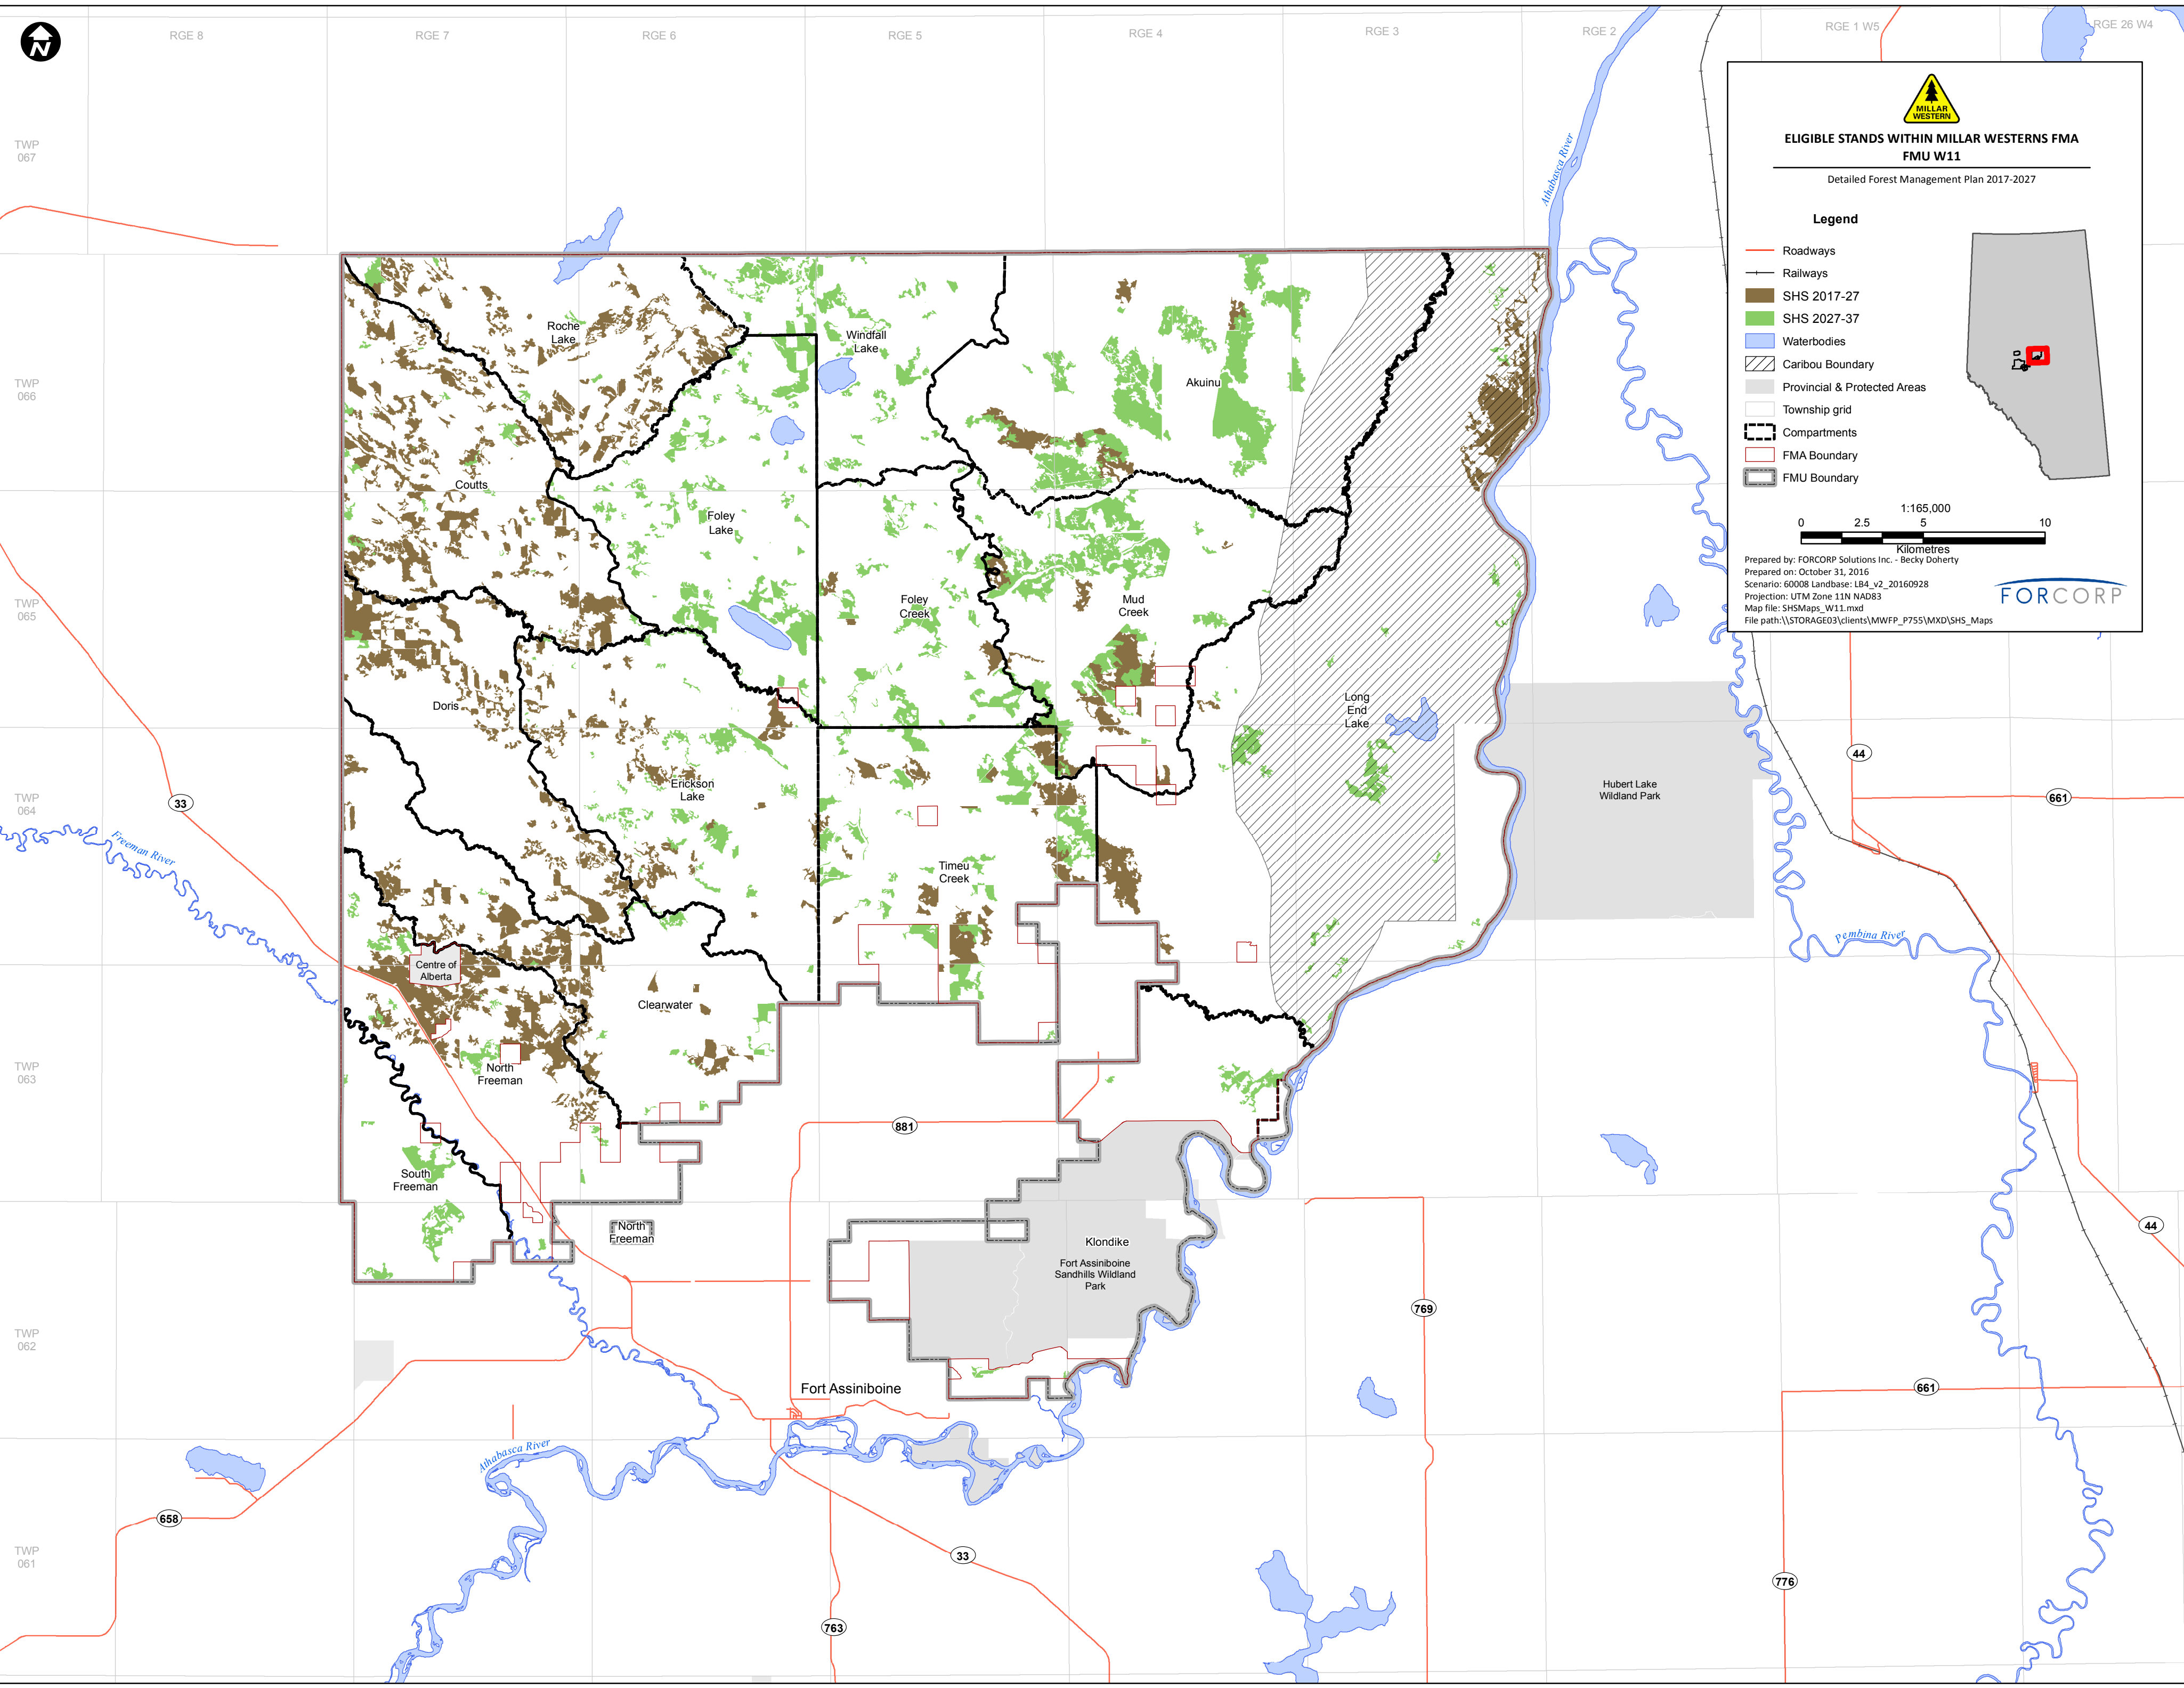 N
RGE 8
RGE 7
RGE 6
RGE 5
RGE 4
RGE 3
RGE 2
RGE 1 W5
RGE 26 W4
TWP
067
TWP
066
TWP
065
TWP
064
TWP
063
TWP
062
TWP
061
MILLAR
WESTERN
ELIGIBLE STANDS WITHIN MILLAR WESTERNS FMA
FMU W11
Detailed Forest Management Plan 2017-2027
Legend
Roadways
Railways
SHS 2017-27
SHS 2027-37
Waterbodies
Caribou Boundary
Provincial & Protected Areas
Township grid
Compartments
FMA Boundary
FMU Boundary
1:165,000
0 2.5 5 10
Kilometres
Prepared by: FORCORP Solutions Inc. - Becky Doherty
Prepared on: October 31, 2016
Scenario: 60008 Landbase: LB4_v2_20160928
Projection: UTM Zone 11N NAD83
Map file: SHSMaps_W11.mxd
File path:\\STORAGE03\clients\MWFP_P755\MXD\SHS_Maps
FORCORP
Athabasca River
Roche
Lake
Windfall
Lake
Akuinu
Coutts
Foley
Lake
Foley
Creek
Mud
Creek
Doris
Long
End
Lake
Erickson
Lake
Hubert Lake
Wildland Park
44
661
33
Freeman River
Timeu
Creek
Pembina River
Centre of
Alberta
Clearwater
North
Freeman
881
South
Freeman
North
Freeman
Klondike
Fort Assiniboine
Sandhills Wildland
Park
44
769
Fort Assiniboine
661
Athabasca River
658
33
776
763